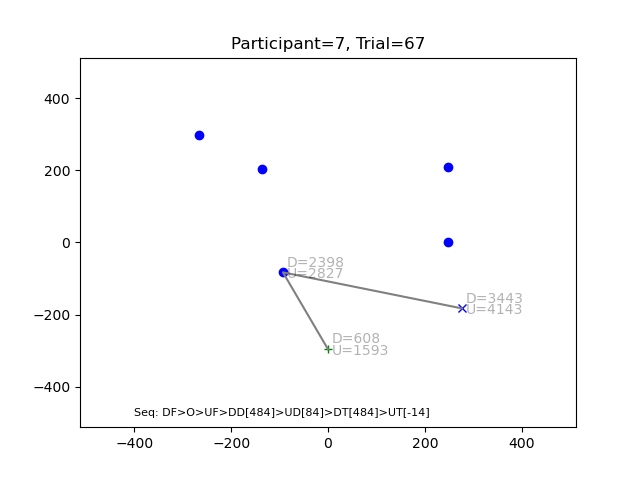 Participant=7, Trial=67
400
200
0
−200
−400
D=2398
U=2827
D=3443
U=4143
D=608
U=1593
Seq: DF>O>UF>DD[484]>UD[84]>DT[484]>UT[-14]
−400
−200
0
200
400